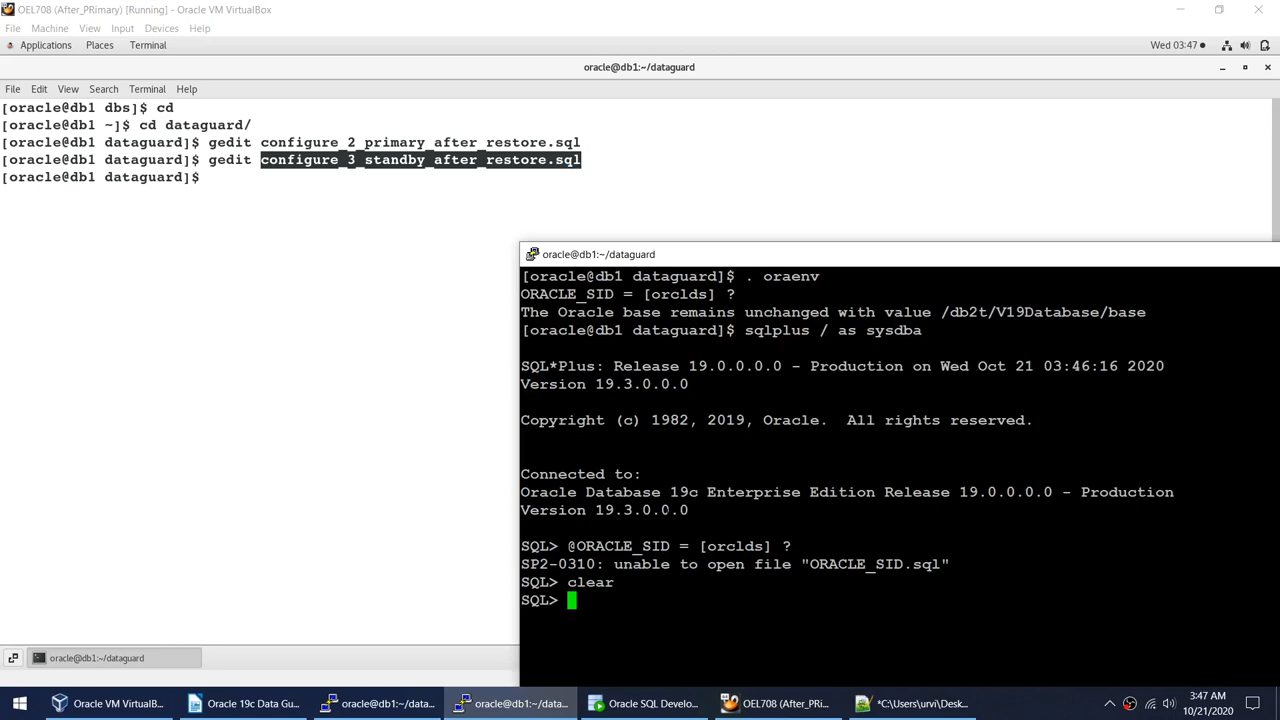 OEL708 (After_PRimary) [Running] - Oracle VM VirtualBox
File Machine View Input Devices Help
Applications Places Terminal Wed 03:47
oracle@db1:~/dataguard
File Edit View Search Terminal Help
[oracle@db1 dbs]$ cd
[oracle@db1 ~]$ cd dataguard/
[oracle@db1 dataguard]$ gedit configure_2_primary_after_restore.sql
[oracle@db1 dataguard]$ gedit configure_3_standby_after_restore.sql
[oracle@db1 dataguard]$
oracle@db1:~/dataguard
[oracle@db1 dataguard]$ . oraenv
ORACLE_SID = [orclds] ?
The Oracle base remains unchanged with value /db2t/V19Database/base
[oracle@db1 dataguard]$ sqlplus / as sysdba
SQL*Plus: Release 19.0.0.0.0 - Production on Wed Oct 21 03:46:16 2020
Version 19.3.0.0.0
Copyright (c) 1982, 2019, Oracle. All rights reserved.
Connected to:
Oracle Database 19c Enterprise Edition Release 19.0.0.0.0 - Production
Version 19.3.0.0.0
SQL> @ORACLE_SID = [orclds] ?
SP2-0310: unable to open file "ORACLE_SID.sql"
SQL> clear
SQL>
oracle@db1:~/dataguard
Oracle VM VirtualB...
Oracle 19c Data Gu...
oracle@db1:~/data...
oracle@db1:~/data...
Oracle SQL Develo...
OEL708 (After_PRi...
*C:\Users\urvi\Desk...
3:47 AM
10/21/2020